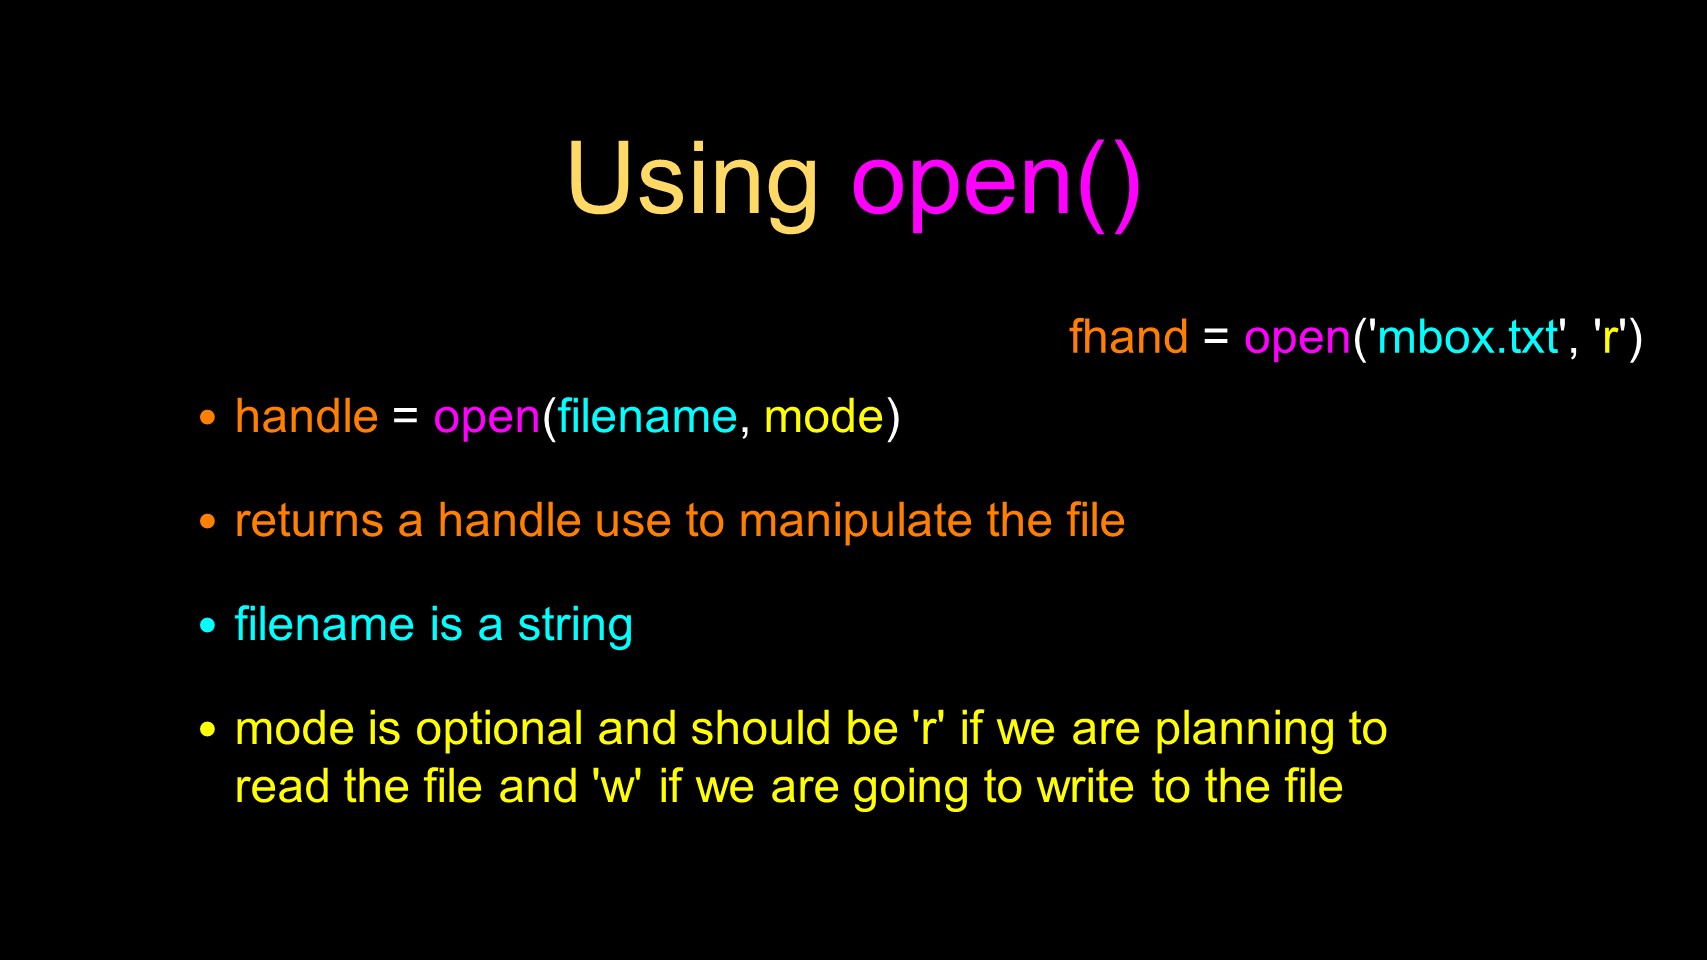 Using open()
fhand = open('mbox.txt', 'r')
• handle = open(filename, mode)
• returns a handle use to manipulate the file
• filename is a string
• mode is optional and should be 'r' if we are planning to
read the file and 'w' if we are going to write to the file